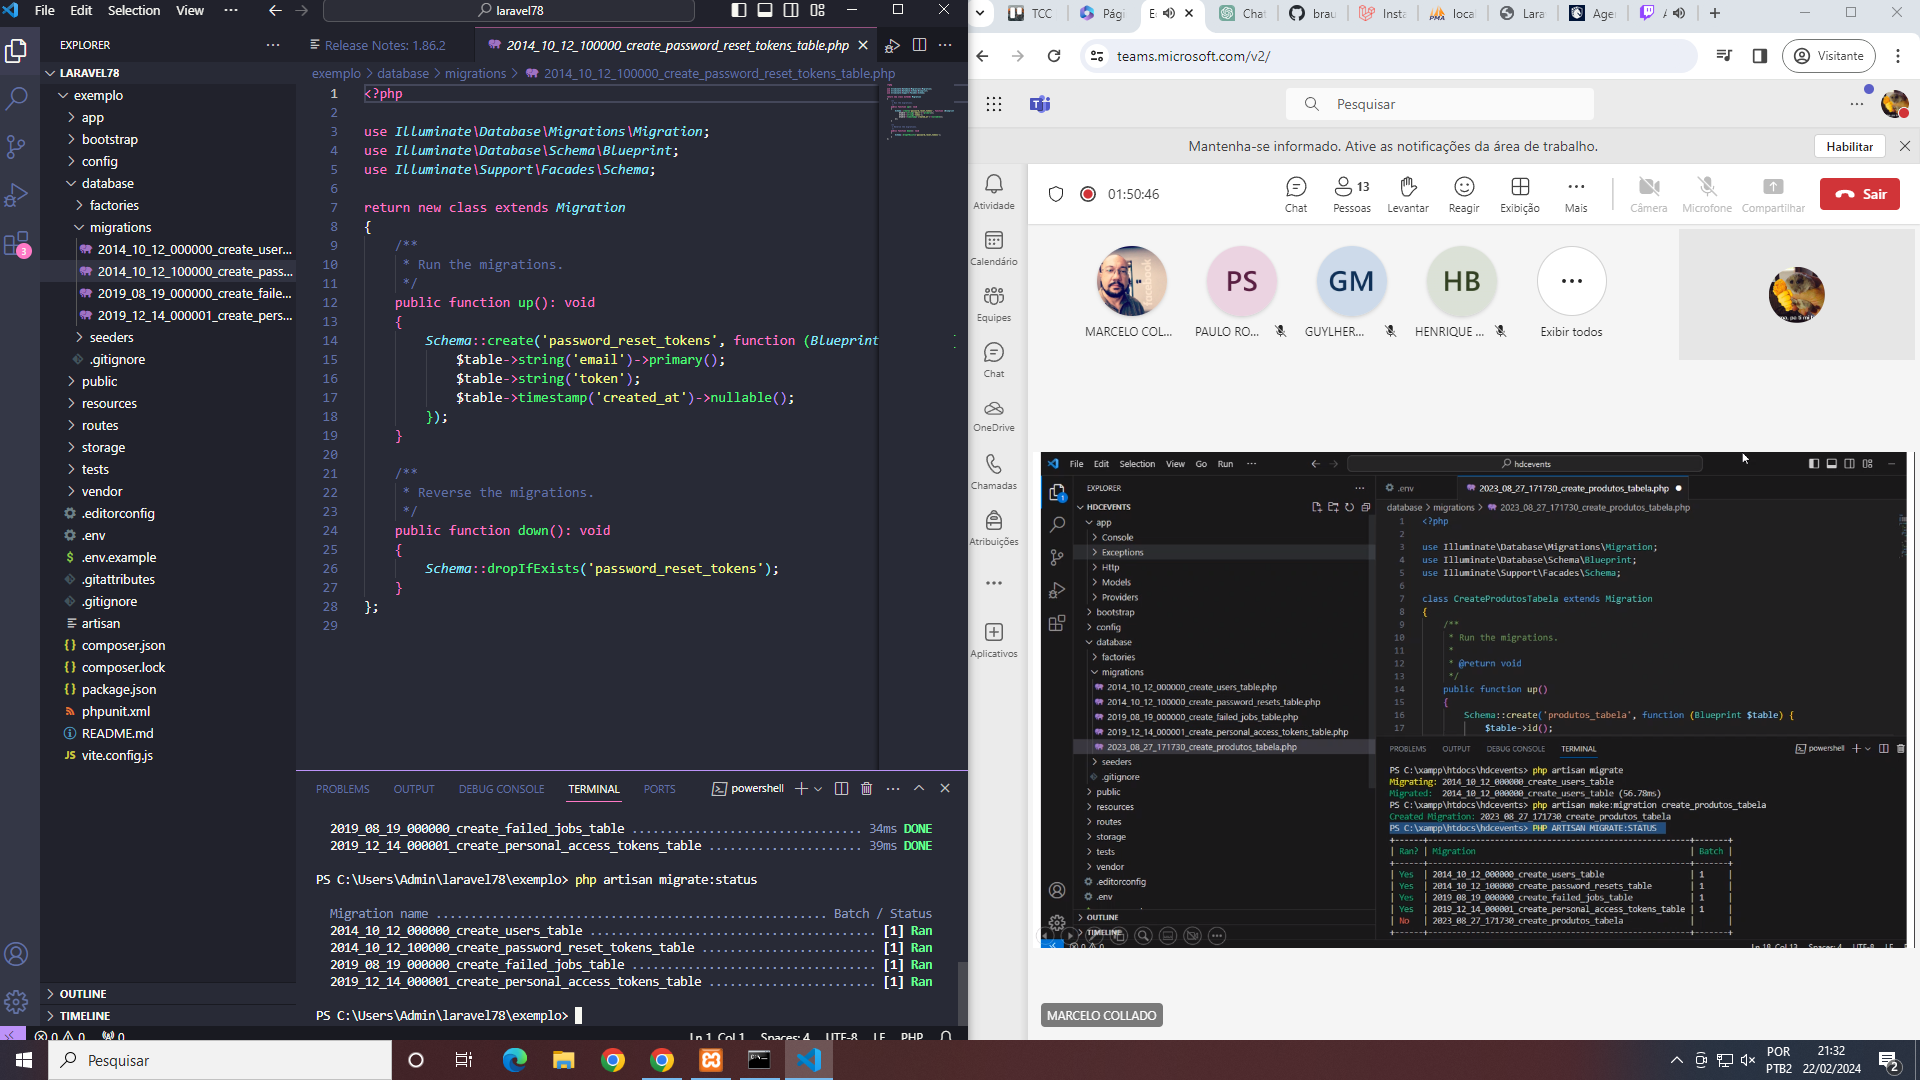 File Edit Selection View ··· laravel78
EXPLORER
LARAVEL78
exemplo
app
bootstrap
config
database
factories
migrations
2014_10_12_000000_create_user...
2014_10_12_100000_create_pass...
2019_08_19_000000_create_faile...
2019_12_14_000001_create_pers...
seeders
.gitignore
public
resources
routes
storage
tests
vendor
.editorconfig
.env
.env.example
.gitattributes
.gitignore
artisan
composer.json
composer.lock
package.json
phpunit.xml
README.md
vite.config.js
OUTLINE
TIMELINE
3
Release Notes: 1.86.2 2014_10_12_100000_create_password_reset_tokens_table.php
exemplo > database > migrations > 2014_10_12_100000_create_password_reset_tokens_table.php
1 <?php
2
3 use Illuminate\Database\Migrations\Migration;
4 use Illuminate\Database\Schema\Blueprint;
5 use Illuminate\Support\Facades\Schema;
6
7 return new class extends Migration
8 {
9 /**
10 * Run the migrations.
11 */
12 public function up(): void
13 {
14 Schema::create('password_reset_tokens', function (Blueprint
15 $table->string('email')->primary();
16 $table->string('token');
17 $table->timestamp('created_at')->nullable();
18 });
19 }
20
21 /**
22 * Reverse the migrations.
23 */
24 public function down(): void
25 {
26 Schema::dropIfExists('password_reset_tokens');
27 }
28 };
29
PROBLEMS OUTPUT DEBUG CONSOLE TERMINAL PORTS powershell
2019_08_19_000000_create_failed_jobs_table .................................. 34ms DONE
2019_12_14_000001_create_personal_access_tokens_table ...................... 39ms DONE
PS C:\Users\Admin\laravel78\exemplo> php artisan migrate:status
Migration name ........................................................... Batch / Status
2014_10_12_000000_create_users_table ........................................... [1] Ran
2014_10_12_100000_create_password_reset_tokens_table ........................... [1] Ran
2019_08_19_000000_create_failed_jobs_table ..................................... [1] Ran
2019_12_14_000001_create_personal_access_tokens_table .......................... [1] Ran
PS C:\Users\Admin\laravel78\exemplo>
0 0 0 Ln 1, Col 1 Spaces: 4 UTF-8 LF PHP
TCC Pági Chat brau Insta local Lara Age
teams.microsoft.com/v2/ Visitante
Pesquisar
Mantenha-se informado. Ative as notificações da área de trabalho. Habilitar
01:50:46 13
Chat Pessoas Levantar Reagir Exibição Mais Câmera Microfone Compartilhar Sair
Atividade
Calendário
Equipes
Chat
OneDrive
Chamadas
Atribuições
Aplicativos
PS GM HB
MARCELO COL... PAULO RO... GUYLHER... HENRIQUE ... Exibir todos
File Edit Selection View Go Run ··· hdcevents
EXPLORER
HDCEVENTS
app
Console
Exceptions
Http
Models
Providers
bootstrap
config
database
factories
migrations
2014_10_12_000000_create_users_table.php
2014_10_12_100000_create_password_resets_table.php
2019_08_19_000000_create_failed_jobs_table.php
2019_12_14_000001_create_personal_access_tokens_table.php
2023_08_27_171730_create_produtos_tabela.php
seeders
.gitignore
public
resources
routes
storage
tests
vendor
.editorconfig
.env
OUTLINE
TIMELINE
.env 2023_08_27_171730_create_produtos_tabela.php
database > migrations > 2023_08_27_171730_create_produtos_tabela.php
1 <?php
2
3 use Illuminate\Database\Migrations\Migration;
4 use Illuminate\Database\Schema\Blueprint;
5 use Illuminate\Support\Facades\Schema;
6
7 class CreateProdutosTabela extends Migration
8 {
9 /**
10 * Run the migrations.
11 *
12 * @return void
13 */
14 public function up()
15 {
16 Schema::create('produtos_tabela', function (Blueprint $table) {
17 $table->id();
PROBLEMS OUTPUT DEBUG CONSOLE TERMINAL powershell
PS C:\xampp\htdocs\hdcevents> php artisan migrate
Migrating: 2014_10_12_000000_create_users_table
Migrated: 2014_10_12_000000_create_users_table (56.78ms)
PS C:\xampp\htdocs\hdcevents> php artisan make:migration create_produtos_tabela
Created Migration: 2023_08_27_171730_create_produtos_tabela
PS C:\xampp\htdocs\hdcevents> PHP ARTISAN MIGRATE:STATUS
| Ran? | Migration | Batch |
| Yes | 2014_10_12_000000_create_users_table | 1 |
| Yes | 2014_10_12_100000_create_password_resets_table | 1 |
| Yes | 2019_08_19_000000_create_failed_jobs_table | 1 |
| Yes | 2019_12_14_000001_create_personal_access_tokens_table | 1 |
| No | 2023_08_27_171730_create_produtos_tabela | |
MARCELO COLLADO
Pesquisar
POR
PTB2
21:32
22/02/2024
2